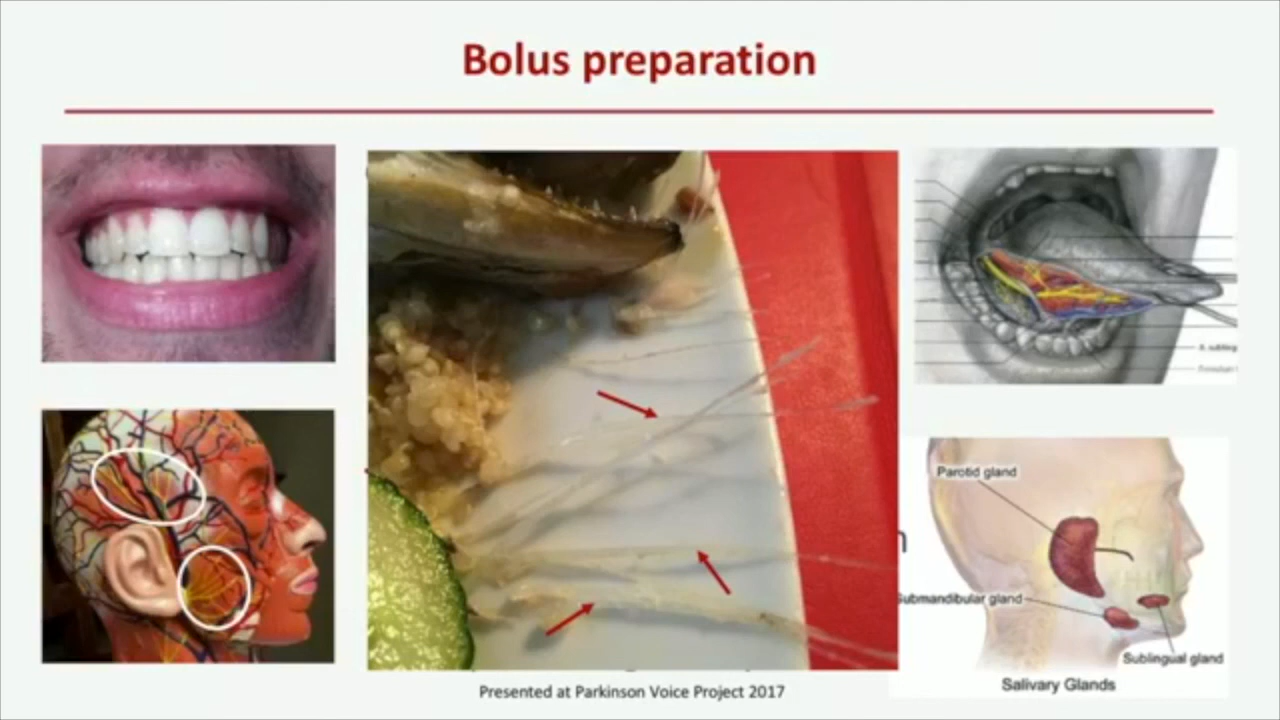 Bolus preparation
Parotid gland
Submandibular gland
Sublingual gland
Salivary Glands
Presented at Parkinson Voice Project 2017